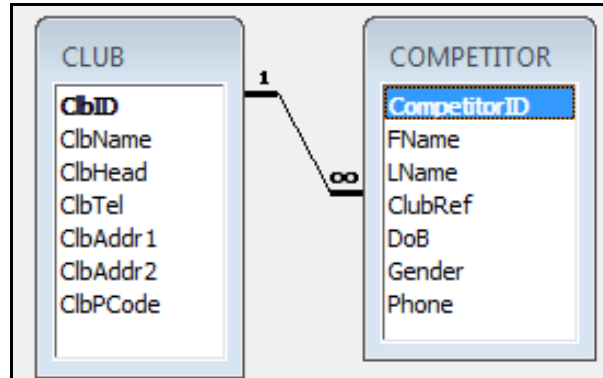 CLUB
ClbID
ClbName
ClbHead
ClbTel
ClbAddr1
ClbAddr2
ClbPCode
1
∞
COMPETITOR
CompetitorID
FName
LName
ClubRef
DoB
Gender
Phone